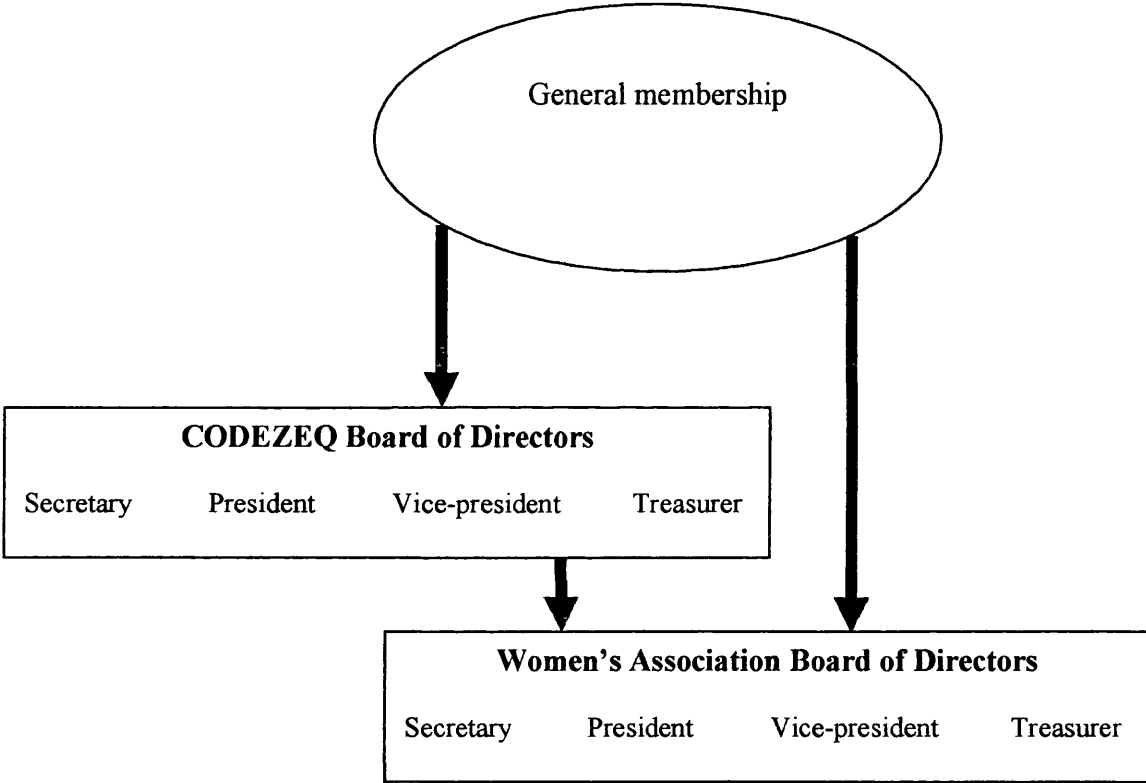 General membership
CODEZEQ Board of Directors
Secretary President Vice-president Treasurer
Women's Association Board of Directors
Secretary President Vice-president Treasurer